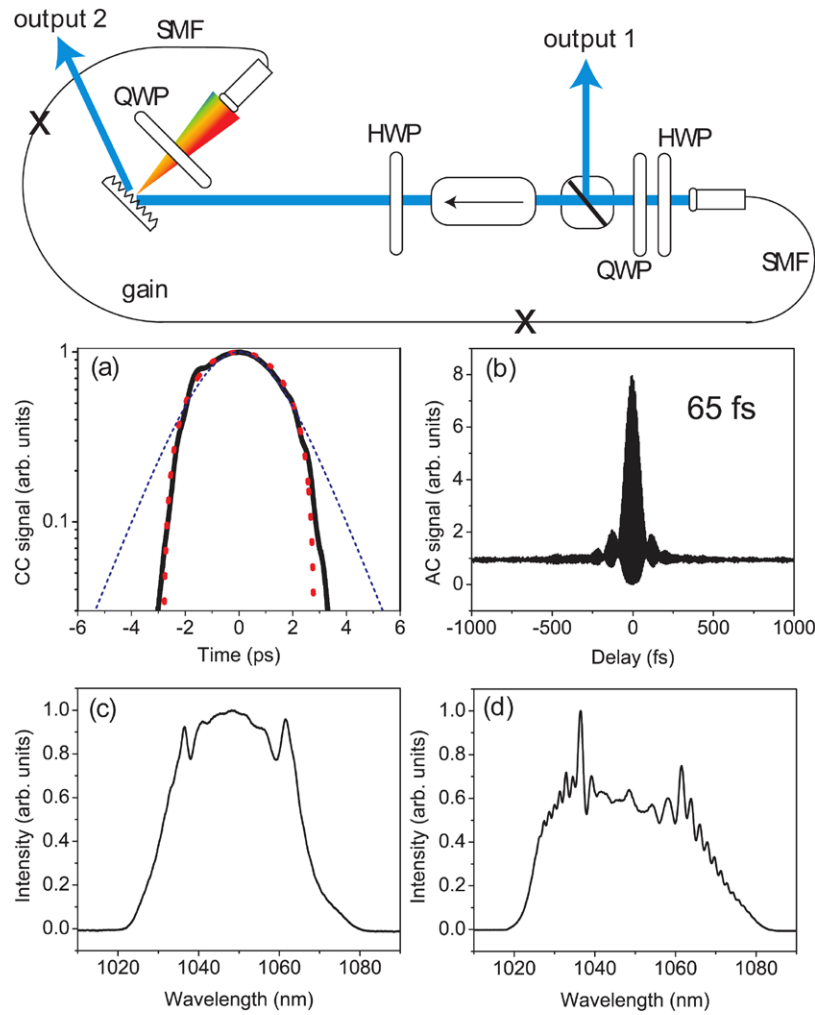 output 2
SMF
output 1
QWP
HWP
HWP
X
QWP
SMF
gain
X
(a)
CC signal (arb. units)
1
0.1
-6 -4 -2 0 2 4 6
Time (ps)
(b)
65 fs
AC signal (arb. units)
8
6
4
2
0
-1000 -500 0 500 1000
Delay (fs)
(c)
Intensity (arb. units)
1.0
0.8
0.6
0.4
0.2
0.0
1020 1040 1060 1080
Wavelength (nm)
(d)
Intensity (arb. units)
1.0
0.8
0.6
0.4
0.2
0.0
1020 1040 1060 1080
Wavelength (nm)